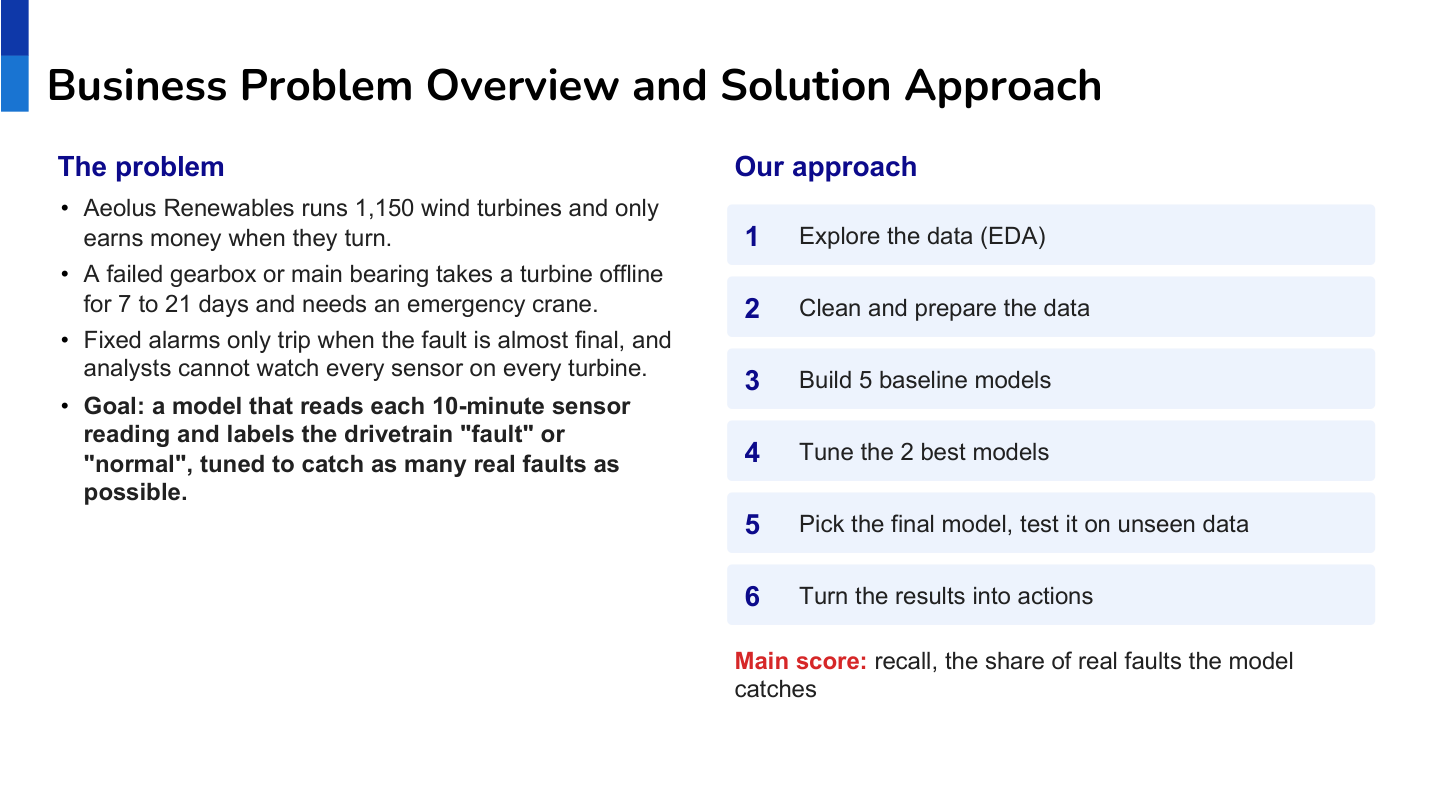 Business Problem Overview and Solution Approach
The problem
• Aeolus Renewables runs 1,150 wind turbines and only
earns money when they turn.
• A failed gearbox or main bearing takes a turbine offline
for 7 to 21 days and needs an emergency crane.
• Fixed alarms only trip when the fault is almost final, and
analysts cannot watch every sensor on every turbine.
• Goal: a model that reads each 10-minute sensor
reading and labels the drivetrain "fault" or
"normal", tuned to catch as many real faults as
possible.
Our approach
1 Explore the data (EDA)
2 Clean and prepare the data
3 Build 5 baseline models
4 Tune the 2 best models
5 Pick the final model, test it on unseen data
6 Turn the results into actions
Main score: recall, the share of real faults the model
catches